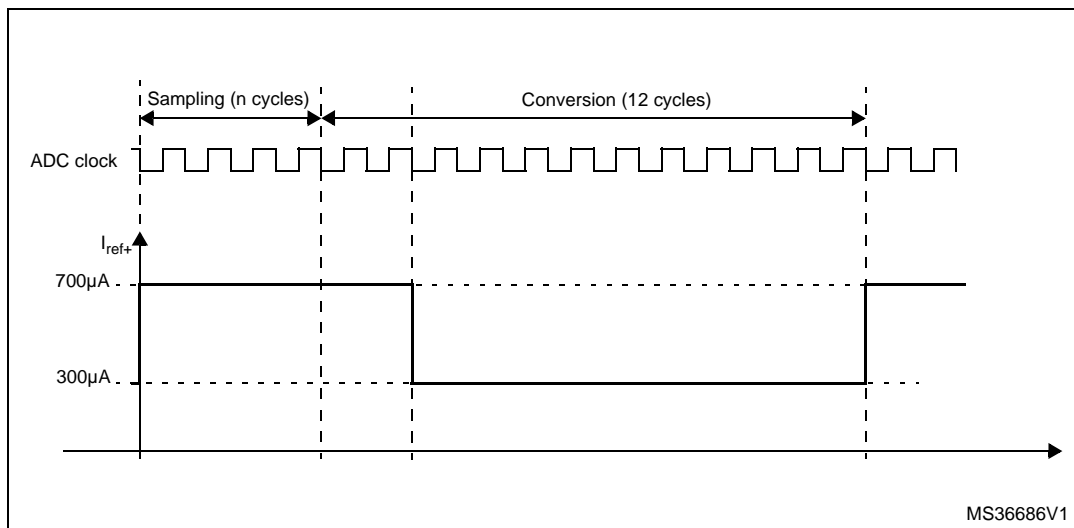 Sampling (n cycles)
Conversion (12 cycles)
ADC clock
Iref+
700µA
300µA
MS36686V1